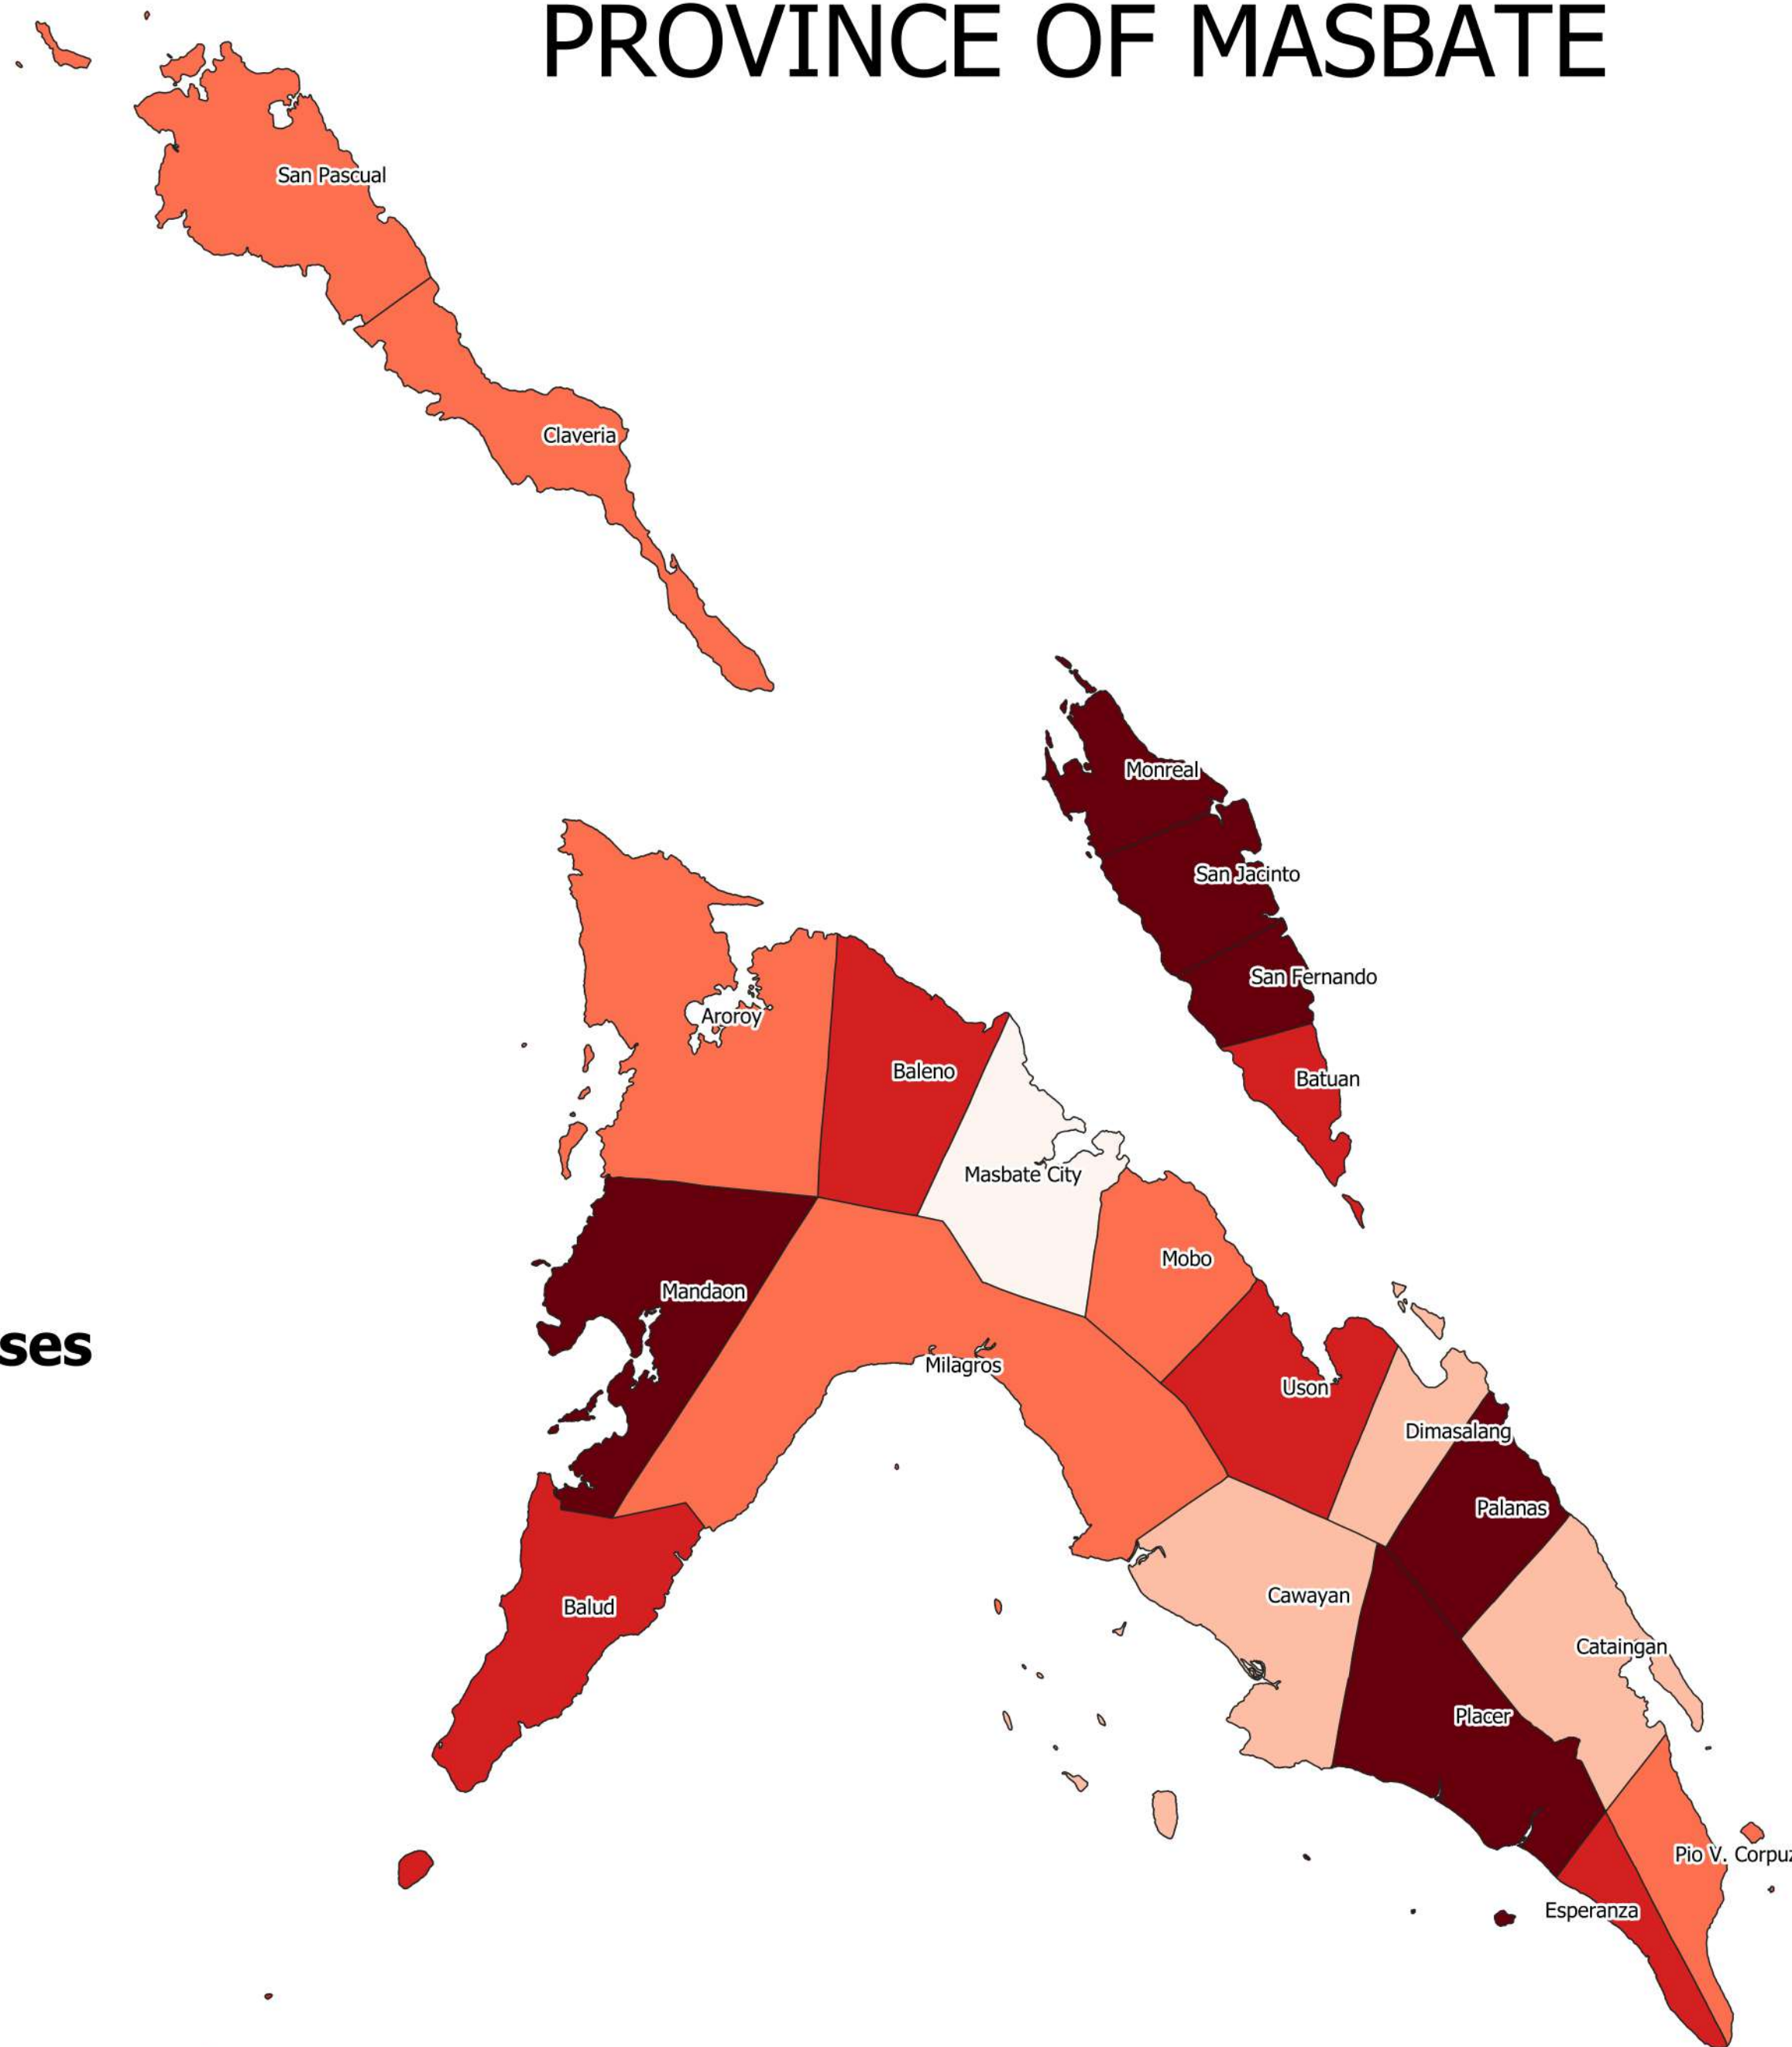 PROVINCE OF MASBATE
San Pascual
Claveria
Monreal
San Jacinto
San Fernando
Aroroy
Baleno
Batuan
Masbate City
Mobo
Mandaon
ses
Milagros
Uson
Dimasalang
Palanas
Cawayan
Balud
Cataingan
Placer
Pio V. Corpuz
Esperanza